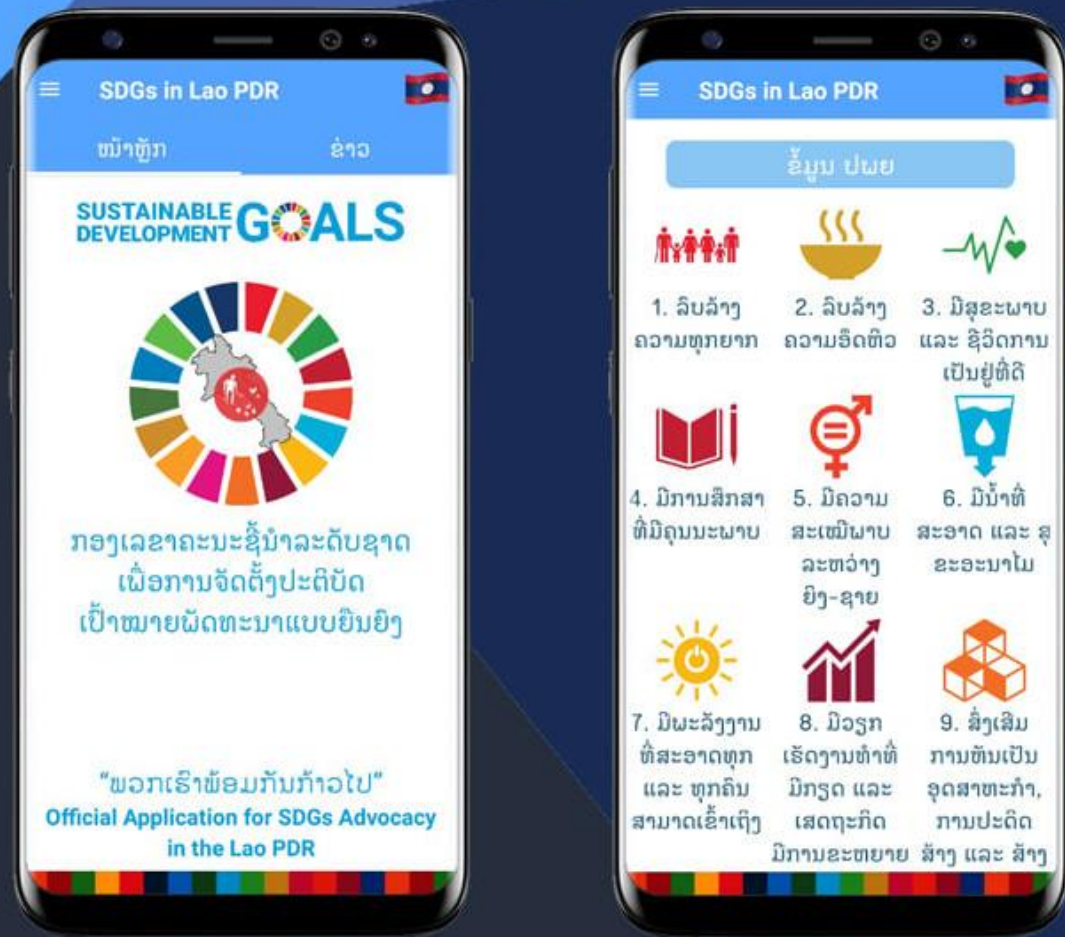 SDGs in Lao PDR
ໜ້າຫຼັກ ຂ່າວ
SUSTAINABLE
DEVELOPMENT GOALS
ກອງເລຂາຄະນະຊີ້ນຳລະດັບຊາດ
ເພື່ອການຈັດຕັ້ງປະຕິບັດ
ເປົ້າໝາຍພັດທະນາແບບຍືນຍົງ
“ພວກເຮົາພ້ອມກັນກ້າວໄປ”
Official Application for SDGs Advocacy
in the Lao PDR
SDGs in Lao PDR
ຂໍ້ມູນ ປພຍ
1. ລຶບລ້າງ
ຄວາມທຸກຍາກ
2. ລຶບລ້າງ
ຄວາມອຶດຫິວ
3. ມີສຸຂະພາບ
ແລະ ຊີວິດການ
ເປັນຢູ່ທີ່ດີ
4. ມີການສຶກສາ
ທີ່ມີຄຸນນະພາບ
5. ມີຄວາມ
ສະເໝີພາບ
ລະຫວ່າງ
ຍິງ-ຊາຍ
6. ມີນ້ຳທີ່
ສະອາດ ແລະ ສຸ
ຂະອະນາໄມ
7. ມີພະລັງງານ
ທີ່ສະອາດທຸກ
ແລະ ທຸກຄົນ
ສາມາດເຂົ້າເຖິງ
8. ມີວຽກ
ເຮັດງານທຳທີ່
ມີກຽດ ແລະ
ເສດຖະກິດ
ມີການຂະຫຍາຍ
9. ສົ່ງເສີມ
ການຫັນເປັນ
ອຸດສາຫະກຳ,
ການປະດິດ
ສ້າງ ແລະ ສ້າງ